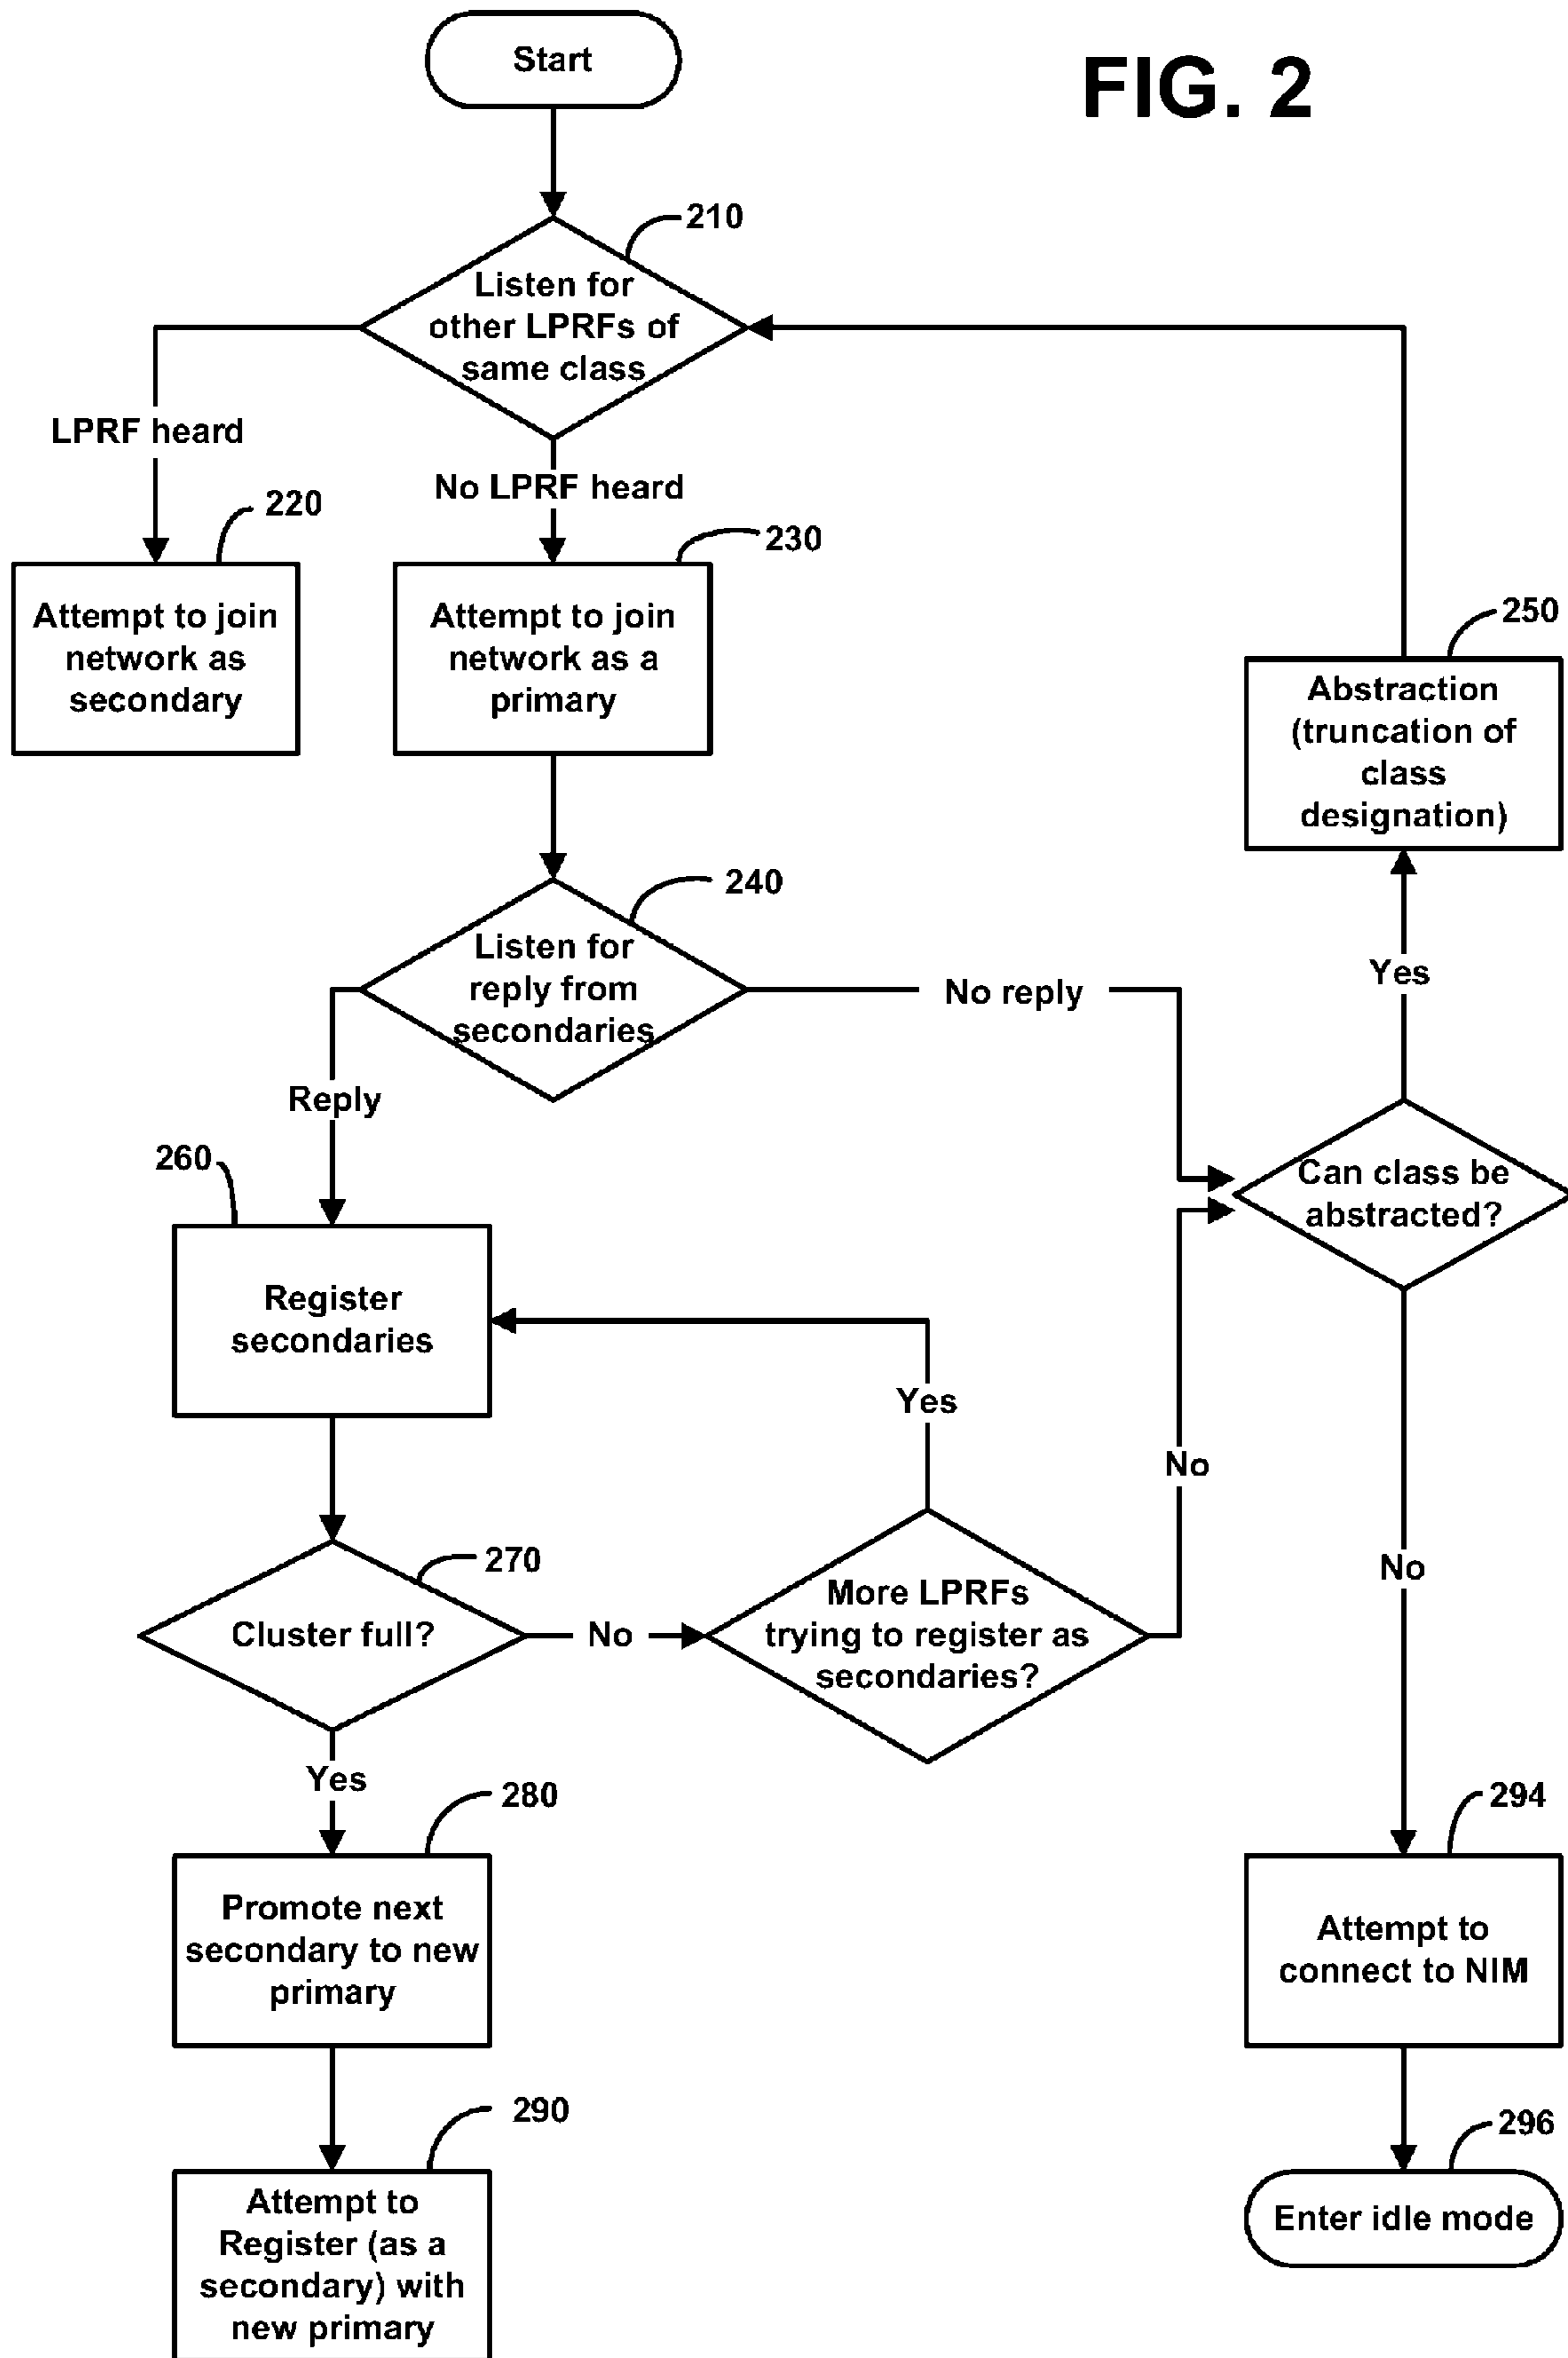 FIG. 2
Start
210
Listen for
other LPRFs of
same class
LPRF heard
No LPRF heard
220
230
Attempt to join
network as
secondary
Attempt to join
network as a
primary
250
Abstraction
(truncation of
class
designation)
240
Listen for
reply from
secondaries
No reply
Yes
Reply
Can class be
abstracted?
260
Register
secondaries
Yes
No
No
270
Cluster full?
No
More LPRFs
trying to register as
secondaries?
Yes
280
294
Promote next
secondary to new
primary
Attempt to
connect to NIM
290
296
Attempt to
Register (as a
secondary) with
new primary
Enter idle mode